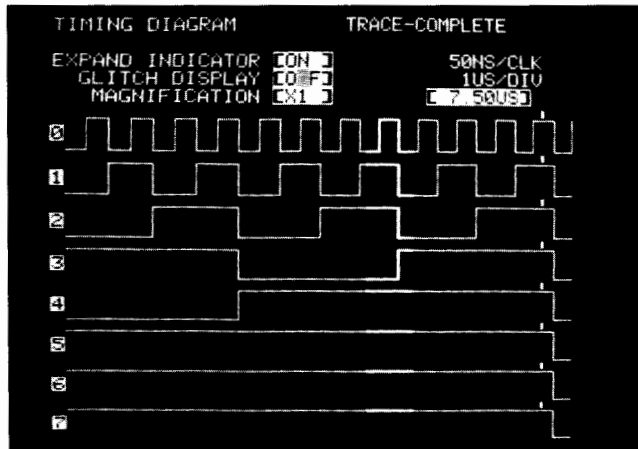 TIMING DIAGRAM TRACE-COMPLETE
EXPAND INDICATOR [ON ] 50NS/CLK
GLITCH DISPLAY 1US/DIV
MAGNIFICATION [X1 ] [ 7.50US]
0
1
2
3
4
5
6
7